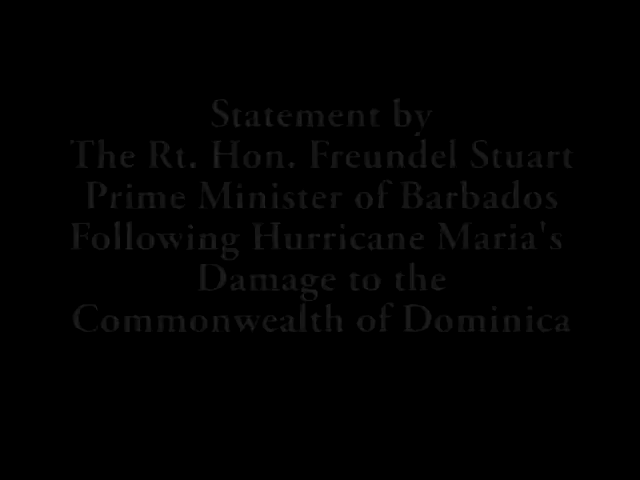 Statement by
The Rt. Hon. Freundel Stuart
Prime Minister of Barbados
Following Hurricane Maria's
Damage to the
Commonwealth of Dominica